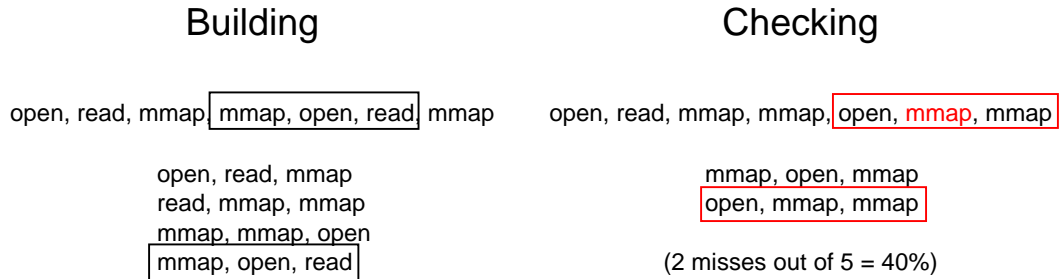 Building
open, read, mmap, mmap, open, read, mmap
open, read, mmap
read, mmap, mmap
mmap, mmap, open
mmap, open, read
Checking
open, read, mmap, mmap, open, mmap, mmap
mmap, open, mmap
open, mmap, mmap
(2 misses out of 5 = 40%)